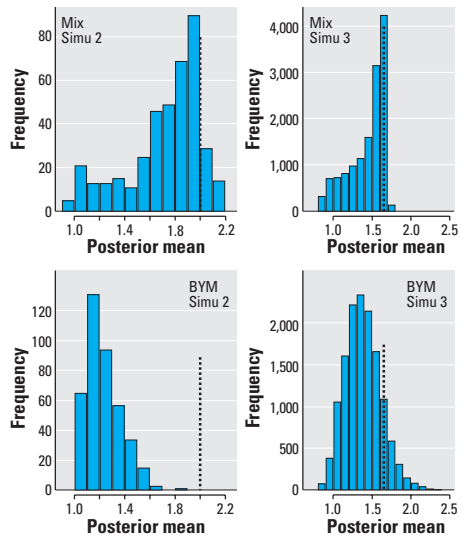 Mix
Simu 2
80
60
40
20
0
Frequency
1.0 1.4 1.8 2.2
Posterior mean
Mix
Simu 3
4,000
3,000
2,000
1,000
0
Frequency
1.0 1.5 2.0 2.5
Posterior mean
BYM
Simu 2
120
100
80
60
40
20
0
Frequency
1.0 1.4 1.8 2.2
Posterior mean
BYM
Simu 3
2,000
1,500
1,000
500
0
Frequency
1.0 1.5 2.0 2.5
Posterior mean